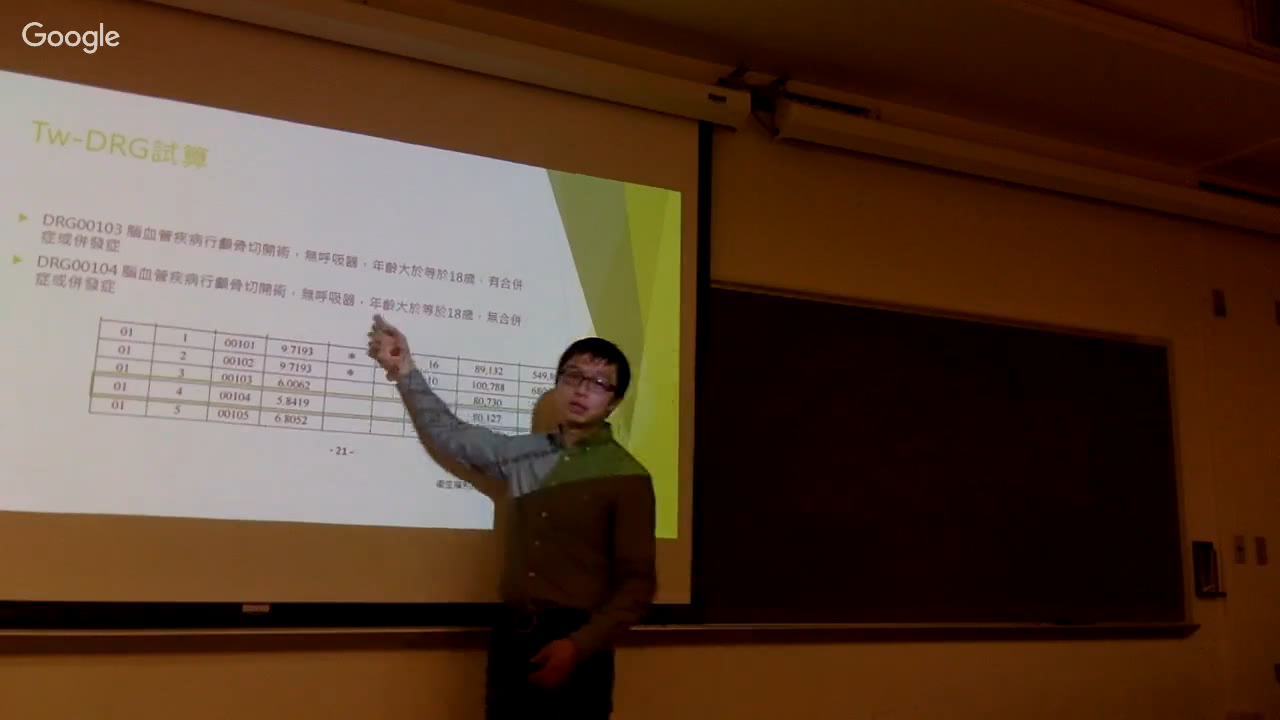 Google
Tw-DRG試算
DRG00103 腦血管疾病行顱骨切開術，無呼吸器，年齡大於等於18歲，有合併
症或併發症
DRG00104 腦血管疾病行顱骨切開術，無呼吸器，年齡大於等於18歲，無合併
症或併發症
01 1 00101 9.7193 * 16 89,132
01 2 00102 9.7193 * 10 100,788
01 3 00103 6.0062 80,730
01 4 00104 5.8419 80,127
01 5 00105 6.8052
- 21 -